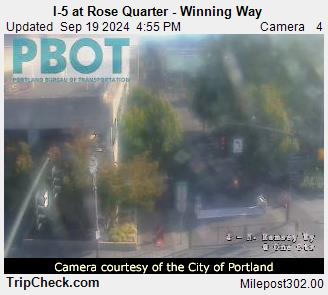 I-5 at Rose Quarter - Winning Way
Updated Sep 19 2024 4:55 PM Camera 4
PBOT
PORTLAND BUREAU OF TRANSPORTATION
Camera courtesy of the City of Portland
TripCheck.com Milepost302.00